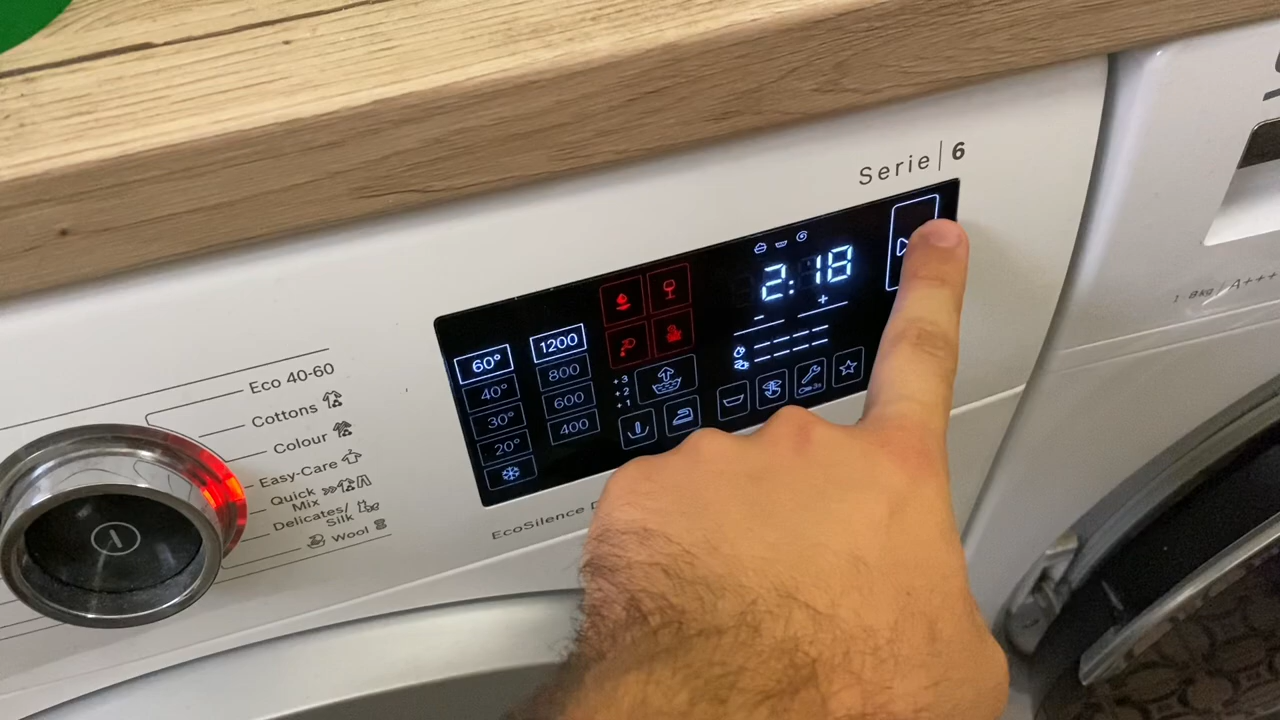 Serie | 6
2:18
- +
60°
40°
30°
20°
1200
800
600
400
+3
+2
+1
3s
Eco 40-60
Cottons
Colour
Easy-Care
Quick
Mix
Delicates/
Silk
Wool
EcoSilence
8kg / A+++